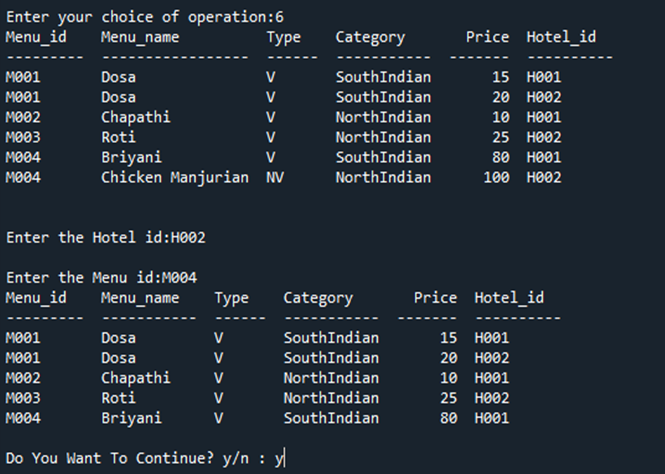 Enter your choice of operation:6
Menu_id    Menu_name          Type    Category       Price  Hotel_id
---------  -----------------  ------  -----------  -------  ----------
M001       Dosa               V       SouthIndian       15  H001
M001       Dosa               V       SouthIndian       20  H002
M002       Chapathi           V       NorthIndian       10  H001
M003       Roti               V       NorthIndian       25  H002
M004       Briyani            V       SouthIndian       80  H001
M004       Chicken Manjurian  NV      NorthIndian      100  H002
Enter the Hotel id:H002
Enter the Menu id:M004
Menu_id    Menu_name    Type    Category       Price  Hotel_id
---------  -----------  ------  -----------  -------  ----------
M001       Dosa         V       SouthIndian       15  H001
M001       Dosa         V       SouthIndian       20  H002
M002       Chapathi     V       NorthIndian       10  H001
M003       Roti         V       NorthIndian       25  H002
M004       Briyani      V       SouthIndian       80  H001
Do You Want To Continue? y/n : y